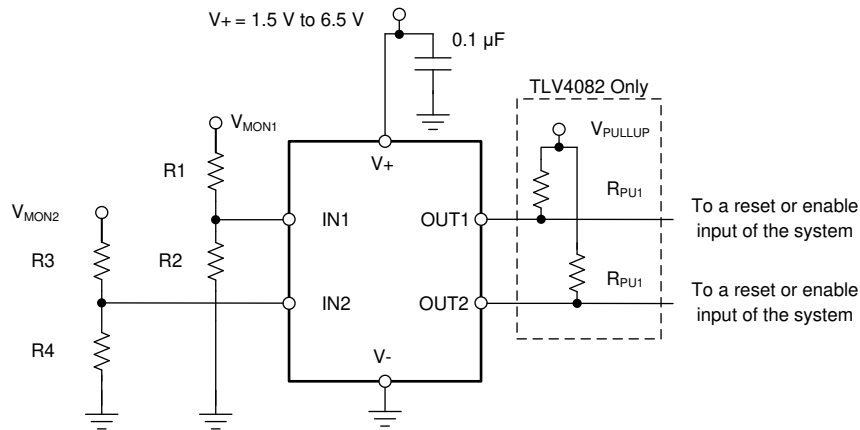 V+ = 1.5 V to 6.5 V
0.1 µF
TLV4082 Only
VMON1
VPULLUP
R1
V+
RPU1
VMON2
IN1
OUT1
To a reset or enable
input of the system
R3
R2
RPU1
IN2
OUT2
To a reset or enable
input of the system
R4
V-